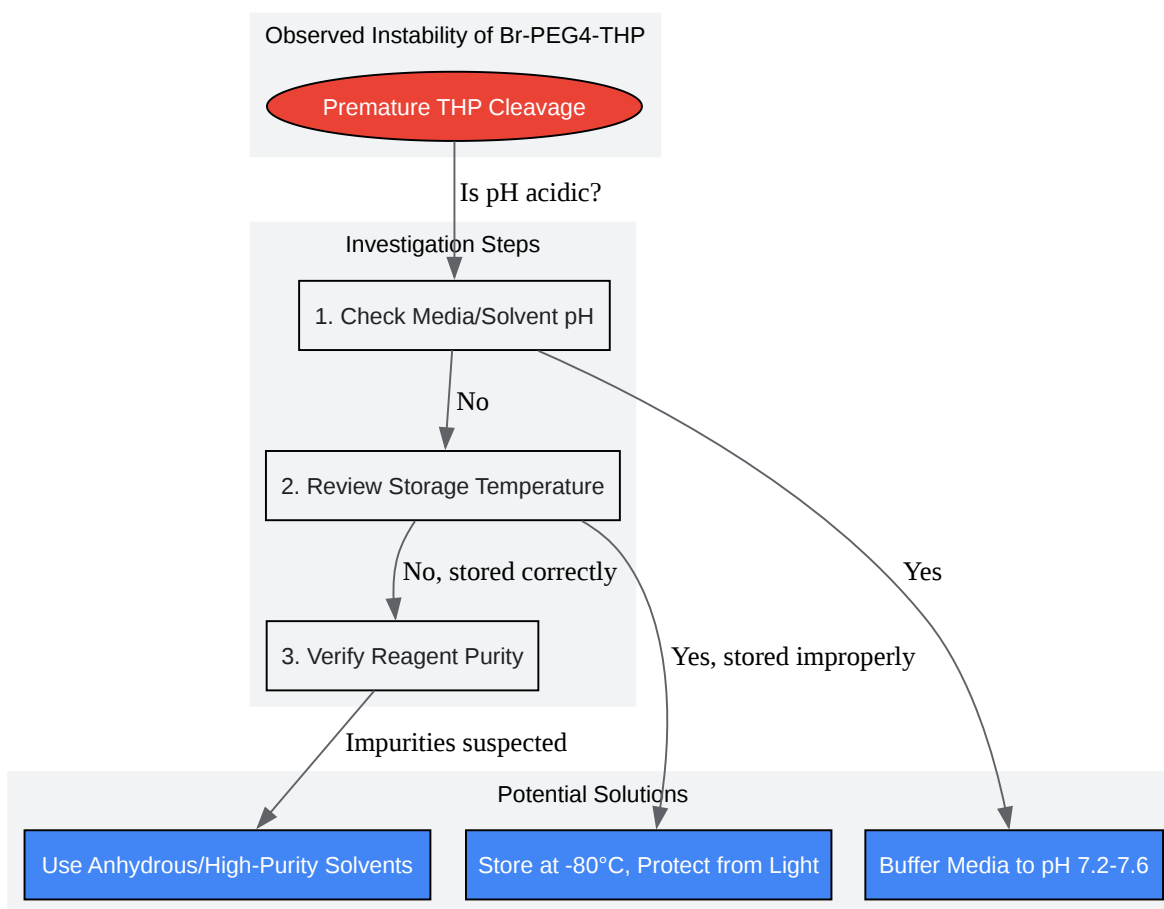 Observed Instability of Br-PEG4-THP
Premature THP Cleavage
Is pH acidic?
Investigation Steps
1. Check Media/Solvent pH
No
2. Review Storage Temperature
No, stored correctly
Yes
3. Verify Reagent Purity
Yes, stored improperly
Impurities suspected
Potential Solutions
Use Anhydrous/High-Purity Solvents
Store at -80°C, Protect from Light
Buffer Media to pH 7.2-7.6